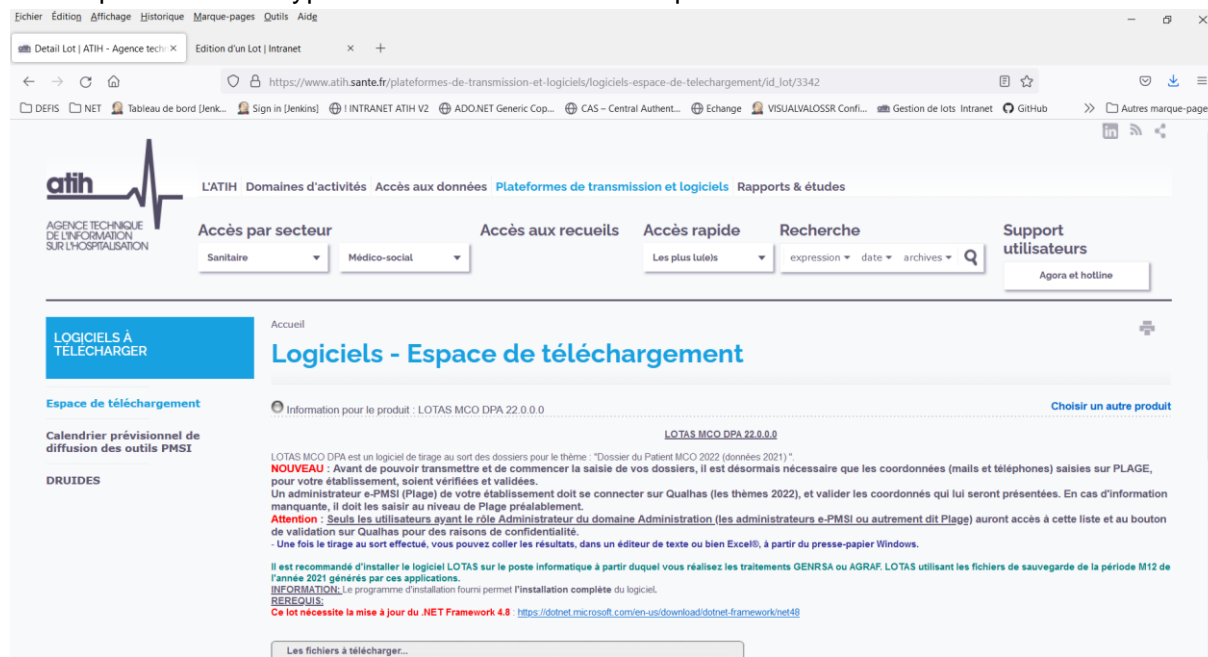 Fichier Édition Affichage Historique Marque-pages Outils Aide
Detail Lot | ATIH - Agence tech Edition d'un Lot | Intranet
https://www.atih.sante.fr/plateformes-de-transmission-et-logiciels/logiciels-espace-de-telechargement/id_lot/3342
DEFIS NET Tableau de bord [Jenk... Sign in [Jenkins] ! INTRANET ATIH V2 ADO.NET Generic Cop... CAS – Central Authent... Echange VISUALVALOSSR Confi... Gestion de lots Intranet GitHub Autres marque-page
atih
AGENCE TECHNIQUE
DE L'INFORMATION
SUR L'HOSPITALISATION
L'ATIH Domaines d'activités Accès aux données Plateformes de transmission et logiciels Rapports & études
Accès par secteur Accès aux recueils Accès rapide Recherche Support utilisateurs
Sanitaire Médico-social Les plus lu(e)s expression date archives
Agora et hotline
LOGICIELS À
TÉLÉCHARGER
Accueil
Logiciels - Espace de téléchargement
Espace de téléchargement
Calendrier prévisionnel de
diffusion des outils PMSI
DRUIDES
Information pour le produit : LOTAS MCO DPA 22.0.0.0 Choisir un autre produit
LOTAS MCO DPA 22.0.0.0
LOTAS MCO DPA est un logiciel de tirage au sort des dossiers pour le thème : "Dossier du Patient MCO 2022 (données 2021) ".
NOUVEAU : Avant de pouvoir transmettre et de commencer la saisie de vos dossiers, il est désormais nécessaire que les coordonnées (mails et téléphones) saisies sur PLAGE,
pour votre établissement, soient vérifiées et validées.
Un administrateur e-PMSI (Plage) de votre établissement doit se connecter sur Qualhas (les thèmes 2022), et valider les coordonnés qui lui seront présentées. En cas d'information
manquante, il doit les saisir au niveau de Plage préalablement.
Attention : Seuls les utilisateurs ayant le rôle Administrateur du domaine Administration (les administrateurs e-PMSI ou autrement dit Plage) auront accès à cette liste et au bouton
de validation sur Qualhas pour des raisons de confidentialité.
- Une fois le tirage au sort effectué, vous pouvez coller les résultats, dans un éditeur de texte ou bien Excel®, à partir du presse-papier Windows.
Il est recommandé d'installer le logiciel LOTAS sur le poste informatique à partir duquel vous réalisez les traitements GENRSA ou AGRAF. LOTAS utilisant les fichiers de sauvegarde de la période M12 de
l'année 2021 générés par ces applications.
INFORMATION: Le programme d'installation fourni permet l'installation complète du logiciel.
REREQUIS:
Ce lot nécessite la mise à jour du .NET Framework 4.8 : https://dotnet.microsoft.com/en-us/download/dotnet-framework/net48
Les fichiers à télécharger...